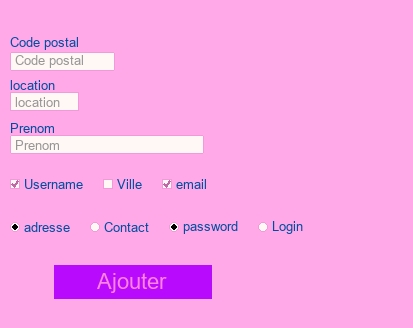 Code postal
Code postal
location
location
Prenom
Prenom
Username Ville email
adresse Contact password Login
Ajouter